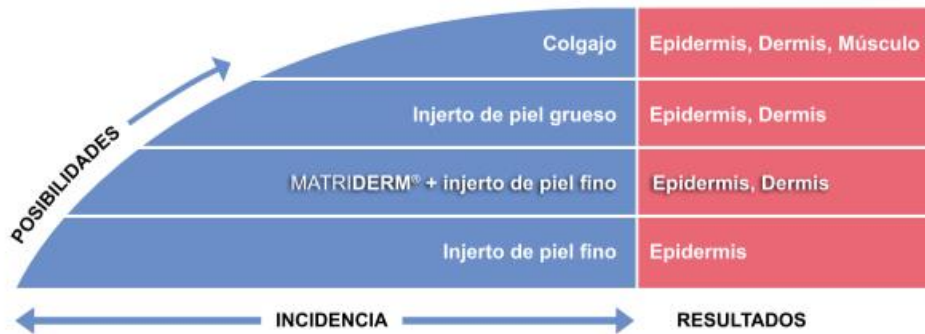 Colgajo Epidermis, Dermis, Músculo
Injerto de piel grueso Epidermis, Dermis
MATRIDERM® + injerto de piel fino Epidermis, Dermis
Injerto de piel fino Epidermis
POSIBILIDADES
INCIDENCIA RESULTADOS